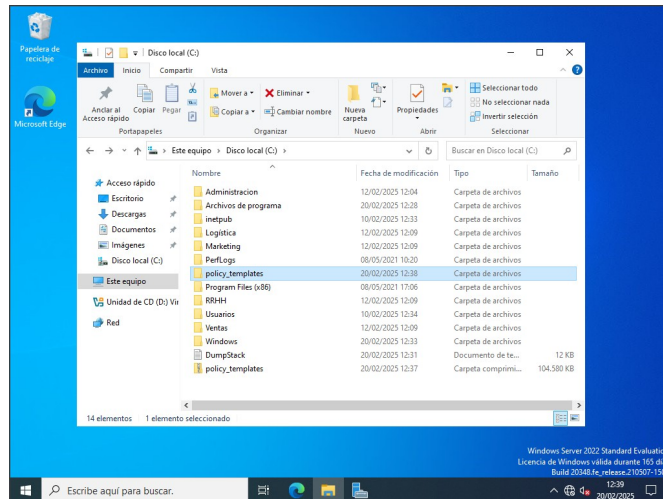 Papelera de
reciclaje
Microsoft Edge
Disco local (C:)
Archivo Inicio Compartir Vista
Anclar al
Acceso rápido
Copiar
Pegar
Mover a
Copiar a
Eliminar
Cambiar nombre
Nueva
carpeta
Propiedades
Seleccionar todo
No seleccionar nada
Invertir selección
Portapapeles Organizar Nuevo Abrir Seleccionar
Este equipo > Disco local (C:) >
Buscar en Disco local (C:)
Acceso rápido
Escritorio
Descargas
Documentos
Imágenes
Disco local (C:)
Este equipo
Unidad de CD (D:) Vir
Red
Nombre Fecha de modificación Tipo Tamaño
Administracion 12/02/2025 12:04 Carpeta de archivos
Archivos de programa 20/02/2025 12:28 Carpeta de archivos
inetpub 10/02/2025 12:33 Carpeta de archivos
Logística 12/02/2025 12:09 Carpeta de archivos
Marketing 12/02/2025 12:09 Carpeta de archivos
PerfLogs 08/05/2021 10:20 Carpeta de archivos
policy_templates 20/02/2025 12:38 Carpeta de archivos
Program Files (x86) 08/05/2021 17:06 Carpeta de archivos
RRHH 12/02/2025 12:09 Carpeta de archivos
Usuarios 10/02/2025 12:34 Carpeta de archivos
Ventas 12/02/2025 12:09 Carpeta de archivos
Windows 20/02/2025 12:33 Carpeta de archivos
DumpStack 20/02/2025 12:31 Documento de te... 12 KB
policy_templates 20/02/2025 12:37 Carpeta comprimi... 104.580 KB
14 elementos 1 elemento seleccionado
Windows Server 2022 Standard Evaluatio
Licencia de Windows válida durante 165 dí
Build 20348.fe_release.210507-150
Escribe aquí para buscar.
12:39
20/02/2025